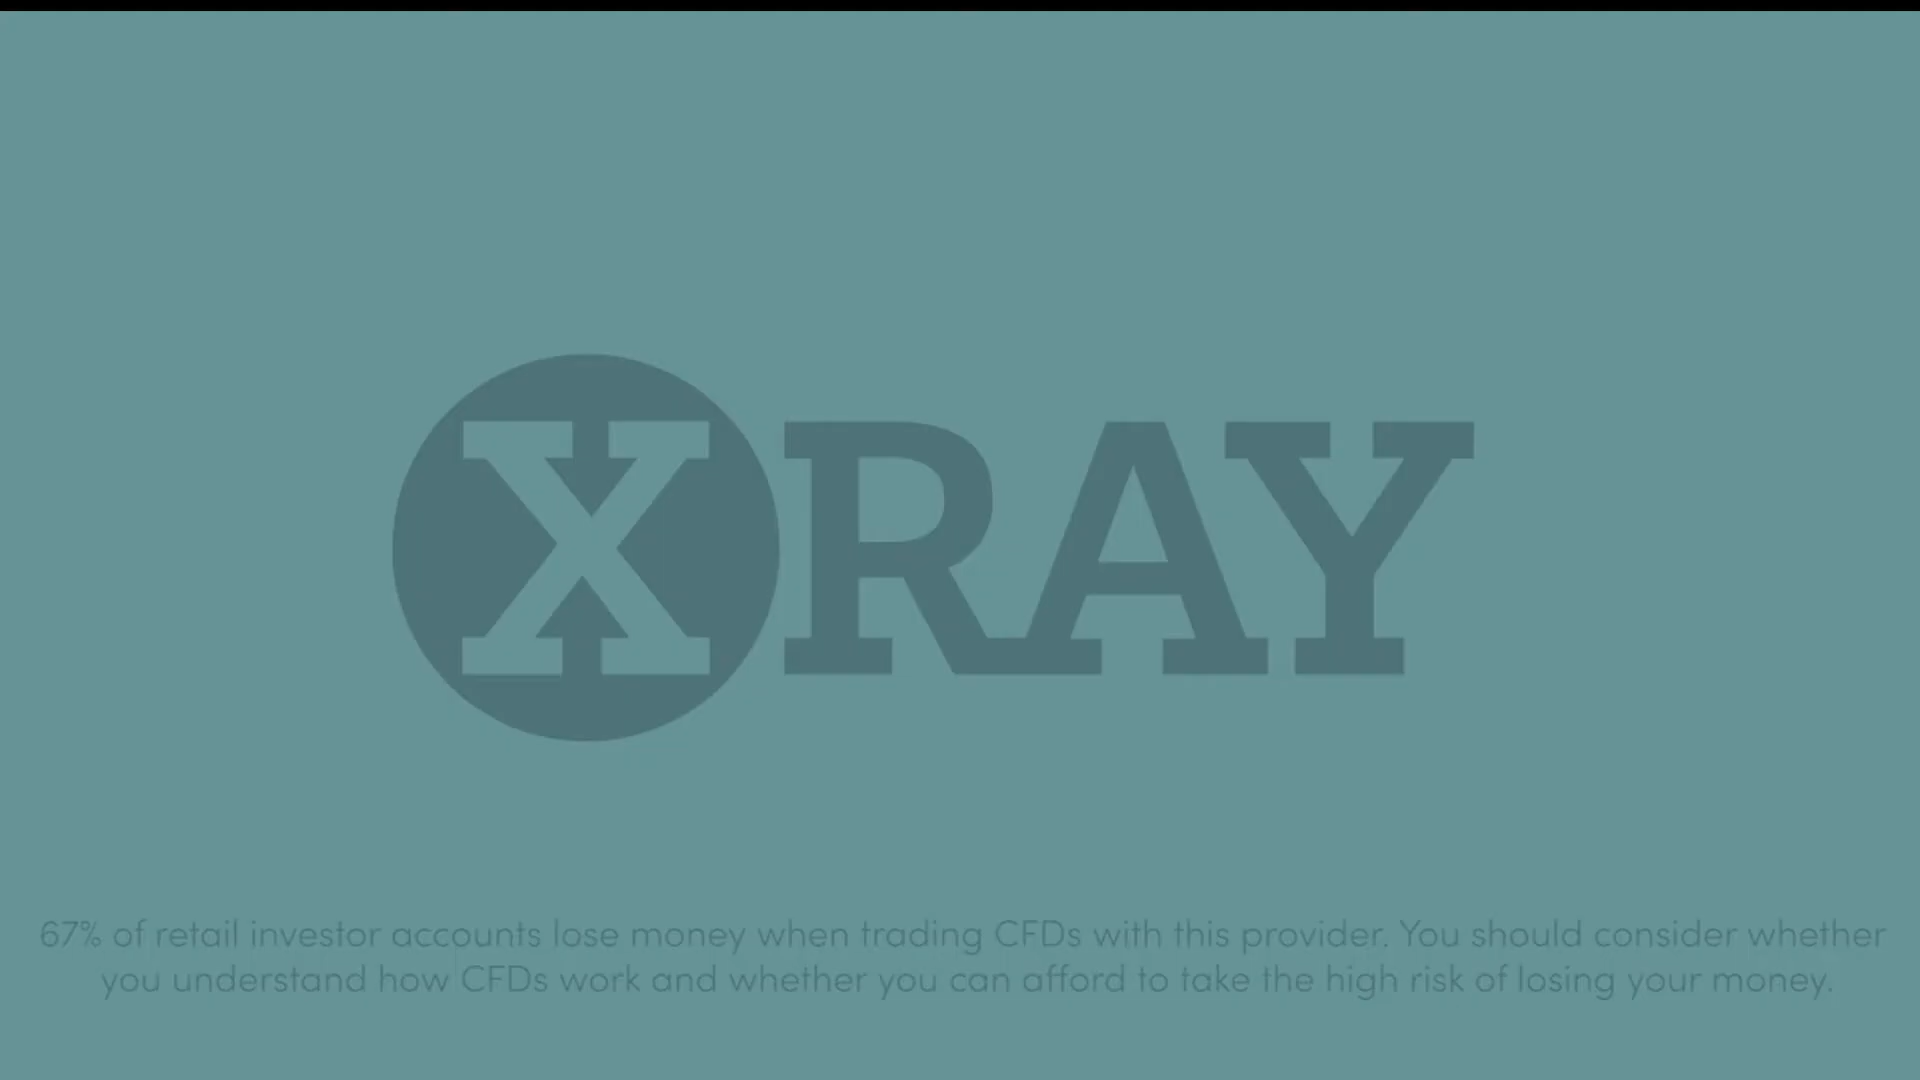 XRAY
67% of retail investor accounts lose money when trading CFDs with this provider. You should consider whether
you understand how CFDs work and whether you can afford to take the high risk of losing your money.